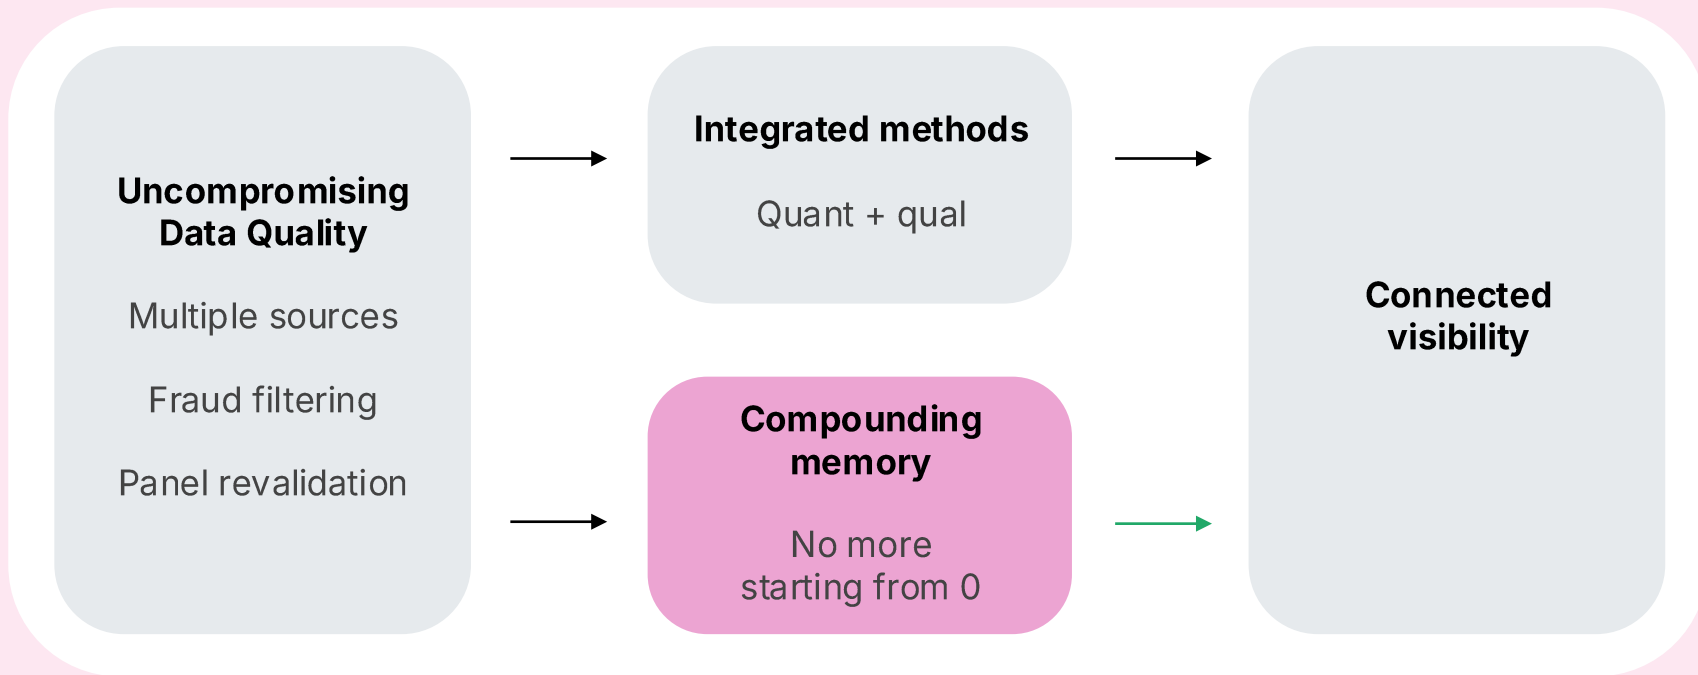 Uncompromising
Data Quality
Multiple sources
Fraud filtering
Panel revalidation
Integrated methods
Quant + qual
Compounding
memory
No more
starting from 0
Connected
visibility